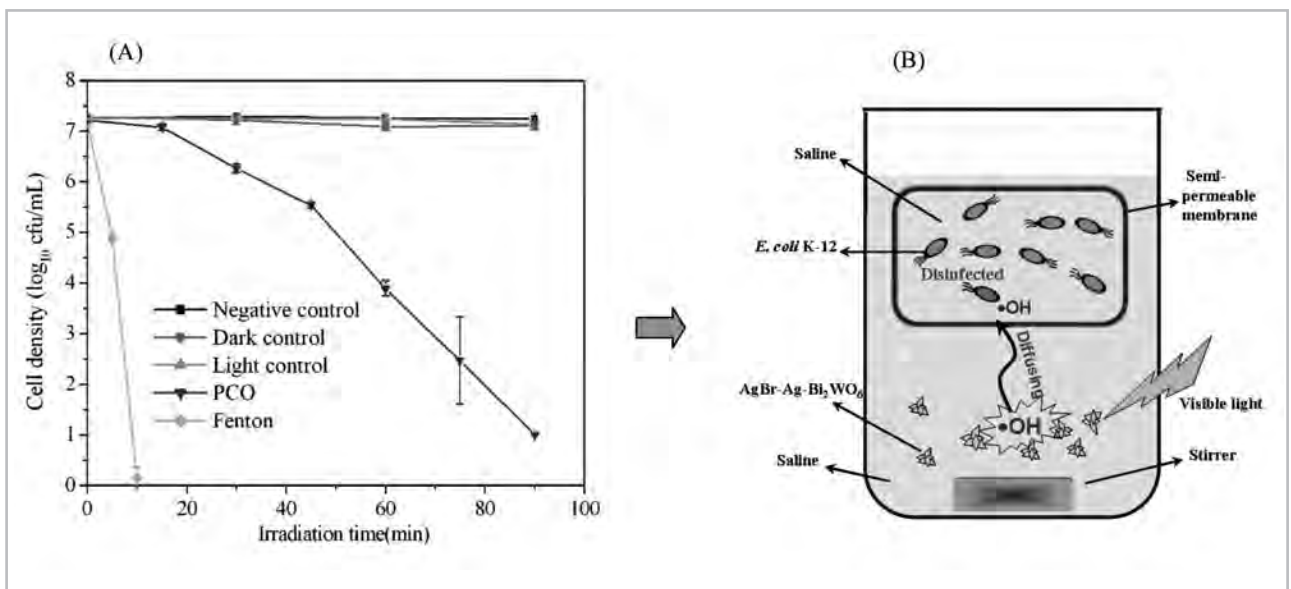 (A)
8
7
6
5
4
3
2
1
0
Cell density (log₁₀ cfu/mL)
Negative control
Dark control
Light control
PCO
Fenton
0 20 40 60 80 100
Irradiation time(min)
(B)
Saline
Semi-
permeable
membrane
E. coli K-12
Disinfected
•OH
Diffusing
AgBr-Ag-Bi₂WO₆
•OH
Visible light
Saline
Stirrer